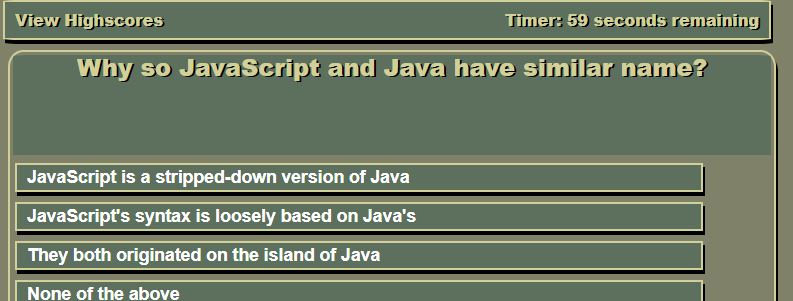 View Highscores
Timer: 59 seconds remaining
Why so JavaScript and Java have similar name?
JavaScript is a stripped-down version of Java
JavaScript's syntax is loosely based on Java's
They both originated on the island of Java
None of the above